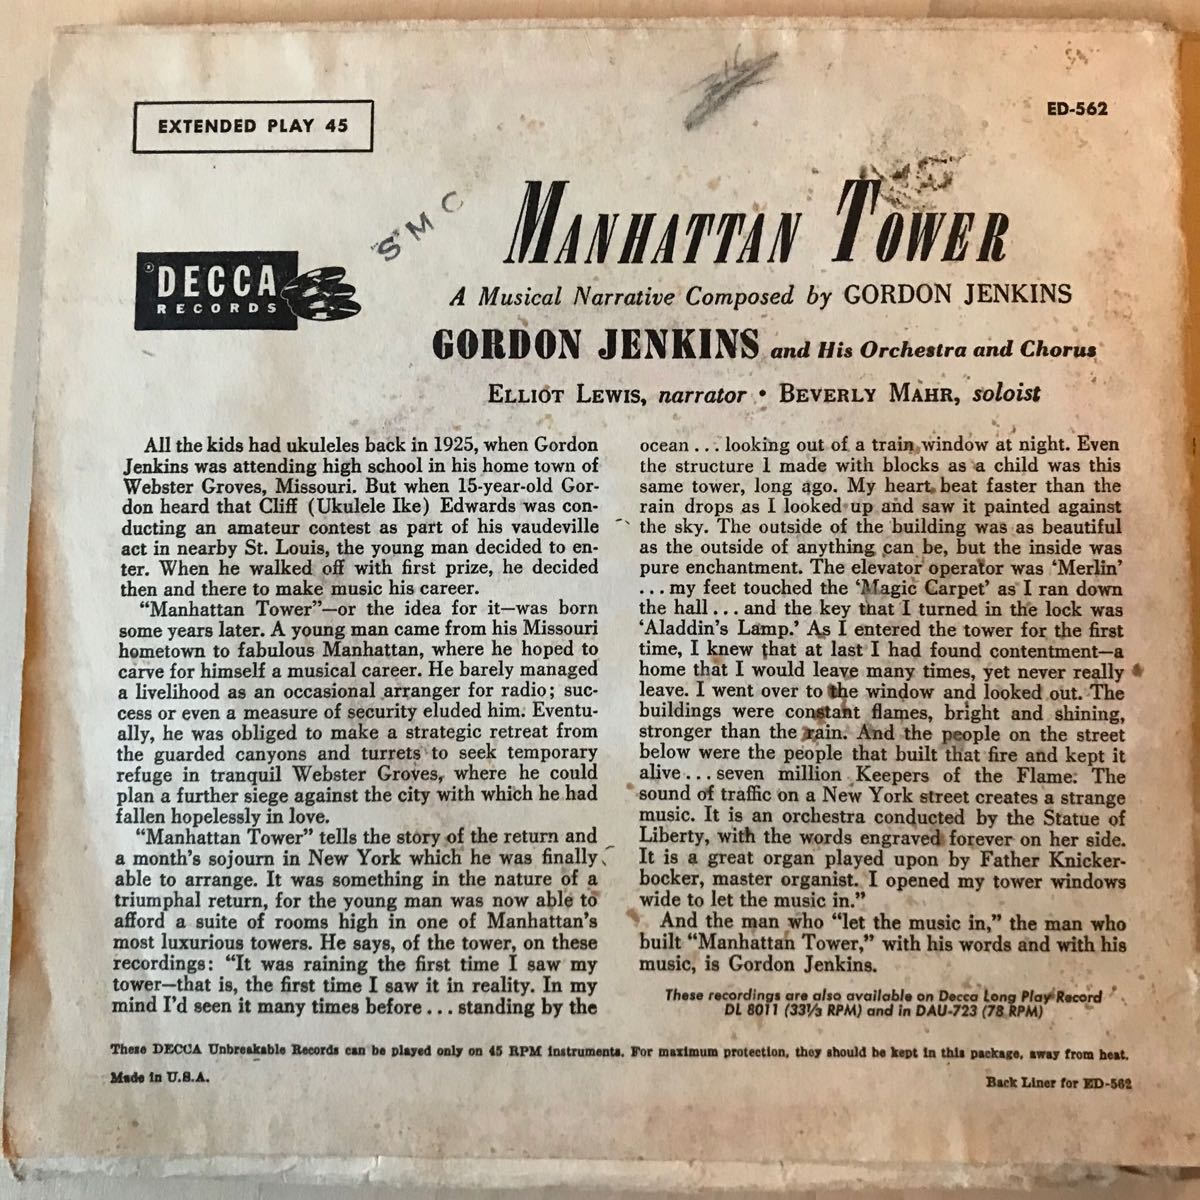 EXTENDED PLAY 45
ED-562
SMC
DECCA
RECORDS
MANHATTAN TOWER
A Musical Narrative Composed by GORDON JENKINS
GORDON JENKINS and His Orchestra and Chorus
ELLIOT LEWIS, narrator • BEVERLY MAHR, soloist
All the kids had ukuleles back in 1925, when Gordon
Jenkins was attending high school in his home town of
Webster Groves, Missouri. But when 15-year-old Gor-
don heard that Cliff (Ukulele Ike) Edwards was con-
ducting an amateur contest as part of his vaudeville
act in nearby St. Louis, the young man decided to en-
ter. When he walked off with first prize, he decided
then and there to make music his career.
“Manhattan Tower”—or the idea for it—was born
some years later. A young man came from his Missouri
hometown to fabulous Manhattan, where he hoped to
carve for himself a musical career. He barely managed
a livelihood as an occasional arranger for radio; suc-
cess or even a measure of security eluded him. Eventu-
ally, he was obliged to make a strategic retreat from
the guarded canyons and turrets to seek temporary
refuge in tranquil Webster Groves, where he could
plan a further siege against the city with which he had
fallen hopelessly in love.
“Manhattan Tower” tells the story of the return and
a month’s sojourn in New York which he was finally
able to arrange. It was something in the nature of a
triumphal return, for the young man was now able to
afford a suite of rooms high in one of Manhattan’s
most luxurious towers. He says, of the tower, on these
recordings: “It was raining the first time I saw my
tower—that is, the first time I saw it in reality. In my
mind I’d seen it many times before ... standing by the
ocean ... looking out of a train window at night. Even
the structure I made with blocks as a child was this
same tower, long ago. My heart beat faster than the
rain drops as I looked up and saw it painted against
the sky. The outside of the building was as beautiful
as the outside of anything can be, but the inside was
pure enchantment. The elevator operator was ‘Merlin’
... my feet touched the ‘Magic Carpet’ as I ran down
the hall ... and the key that I turned in the lock was
‘Aladdin’s Lamp.’ As I entered the tower for the first
time, I knew that at last I had found contentment—a
home that I would leave many times, yet never really
leave. I went over to the window and looked out. The
buildings were constant flames, bright and shining,
stronger than the rain. And the people on the street
below were the people that built that fire and kept it
alive ... seven million Keepers of the Flame. The
sound of traffic on a New York street creates a strange
music. It is an orchestra conducted by the Statue of
Liberty, with the words engraved forever on her side.
It is a great organ played upon by Father Knicker-
bocker, master organist. I opened my tower windows
wide to let the music in.”
And the man who “let the music in,” the man who
built “Manhattan Tower,” with his words and with his
music, is Gordon Jenkins.
These recordings are also available on Decca Long Play Record
DL 8011 (33⅓ RPM) and in DAU-723 (78 RPM)
These DECCA Unbreakable Records can be played only on 45 RPM instruments. For maximum protection, they should be kept in this package, away from heat.
Made in U.S.A.
Back Liner for ED-562